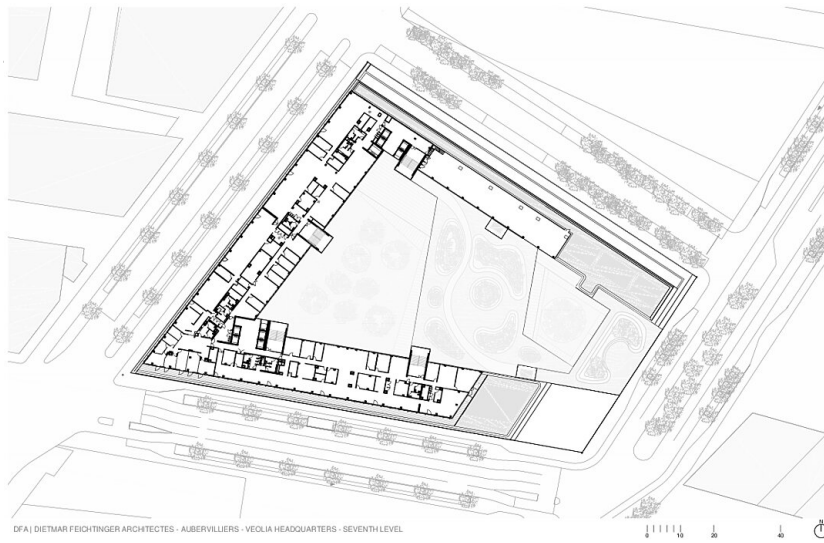 DFA | DIETMAR FEICHTINGER ARCHITECTES - AUBERVILLIERS - VEOLIA HEADQUARTERS - SEVENTH LEVEL
0 10 20 40
N